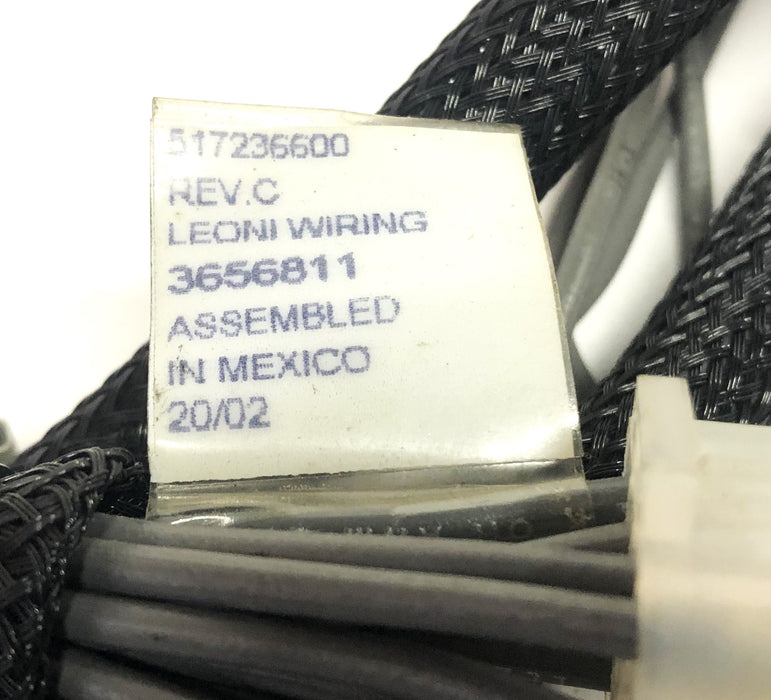 517236600
REV.C
LEONI WIRING
3656811
ASSEMBLED
IN MEXICO
20/02